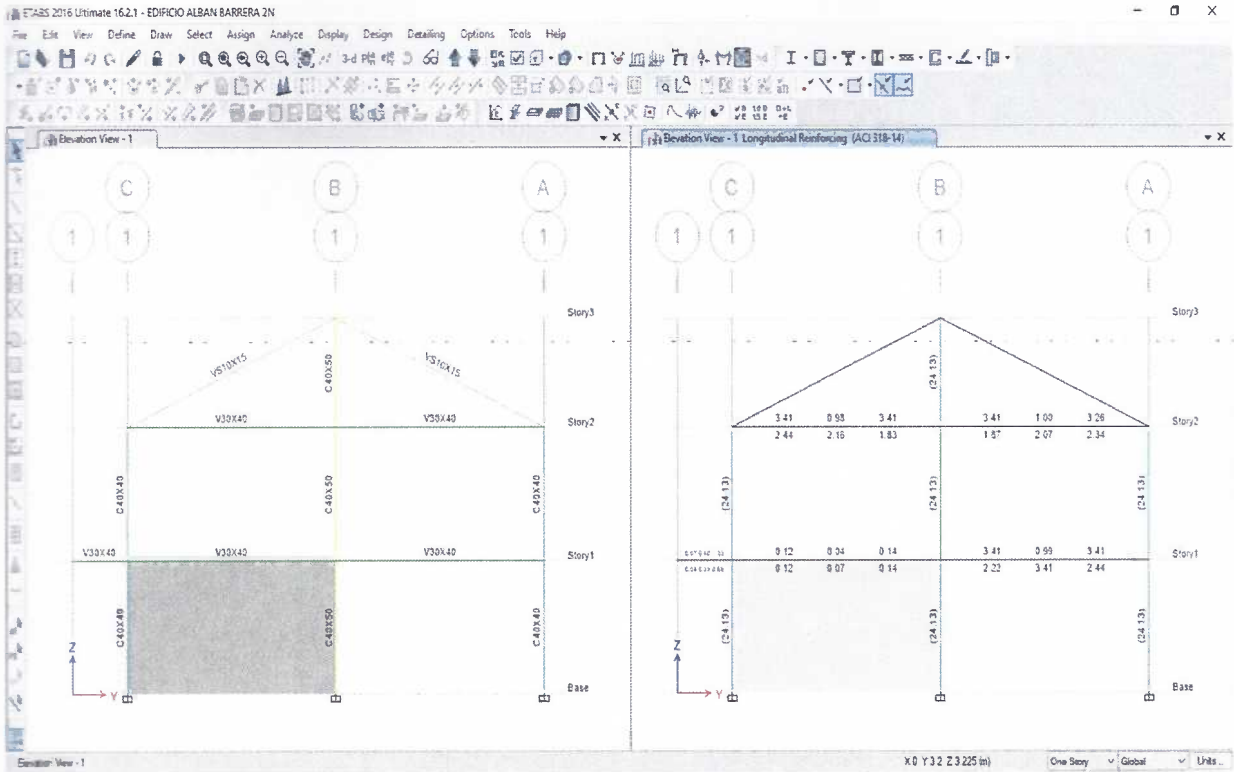 ETABS 2016 Ultimate 16.2.1 - EDIFICIO ALBAN BARRERA 2N
File Edit View Define Draw Select Assign Analyze Display Design Detailing Options Tools Help
Elevation View - 1
C B A
1 1 1 1
Story3
VS10X15 C40X50 VS10X15
V30X40 V30X40 Story2
C40X40 C40X50 C40X40
V30X40 V30X40 V30X40 Story1
C40X40 C40X50 C40X40
Z
Y
Base
Elevation View - 1 Longitudinal Reinforcing (ACI 318-14)
C B A
1 1 1 1
Story3
(24.13)
3.41 0.93 3.41 3.41 1.00 3.26 Story2
2.44 2.16 1.83 1.87 2.07 2.34
(24.13) (24.13)
0.12 0.04 0.14 3.41 0.99 3.41 Story1
0.12 0.07 0.14 2.22 3.41 2.44
(24.13) (24.13) (24.13)
Z
Y
Base
Elevation View - 1
X 0 Y 3.2 Z 3.225 (m) One Story Global Units...